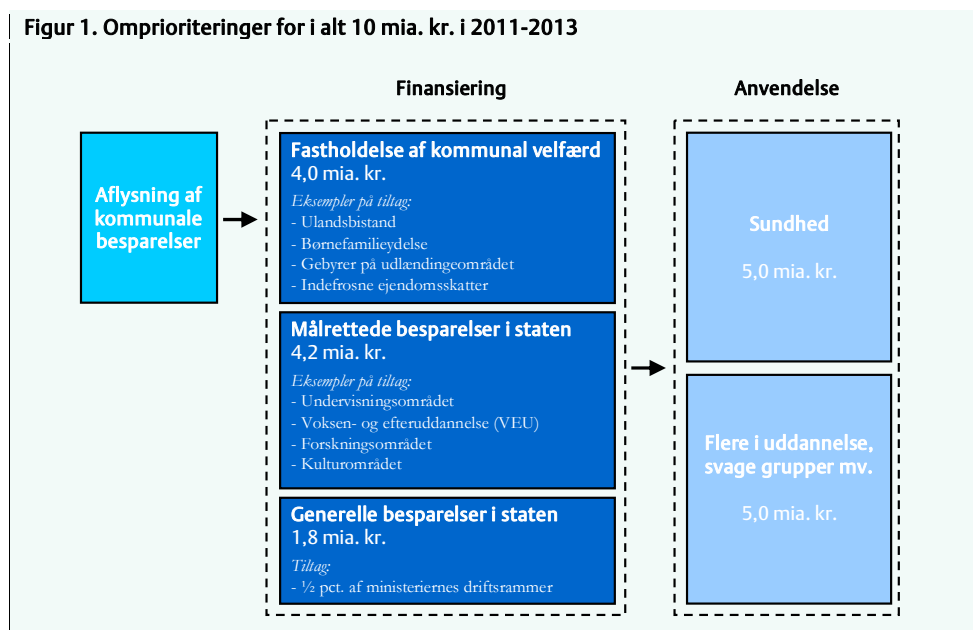 Figur 1. Omprioriteringer for i alt 10 mia. kr. i 2011-2013
Finansiering
Anvendelse
Aflysning af
kommunale
besparelser
Fastholdelse af kommunal velfærd
4,0 mia. kr.
Eksempler på tiltag:
- Ulandsbistand
- Børnefamilieydelse
- Gebyrer på udlændingeområdet
- Indefrosne ejendomsskatter
Målrettede besparelser i staten
4,2 mia. kr.
Eksempler på tiltag:
- Undervisningsområdet
- Voksen- og efteruddannelse (VEU)
- Forskningsområdet
- Kulturområdet
Generelle besparelser i staten
1,8 mia. kr.
Tiltag:
- ½ pct. af ministeriernes driftsrammer
Sundhed
5,0 mia. kr.
Flere i uddannelse,
svage grupper mv.
5,0 mia. kr.